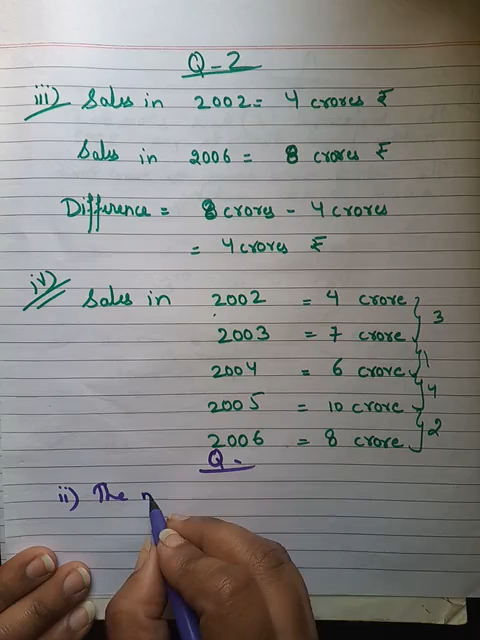 Q-2
iii) Sales in 2002 = 4 crores ₹
Sales in 2006 = 8 crores ₹
Difference = 8 crores - 4 crores
= 4 crores ₹
iv) Sales in 2002 = 4 crore
3
2003 = 7 crore
1
2004 = 6 crore
4
2005 = 10 crore
2
2006 = 8 crore
Q.
ii) The